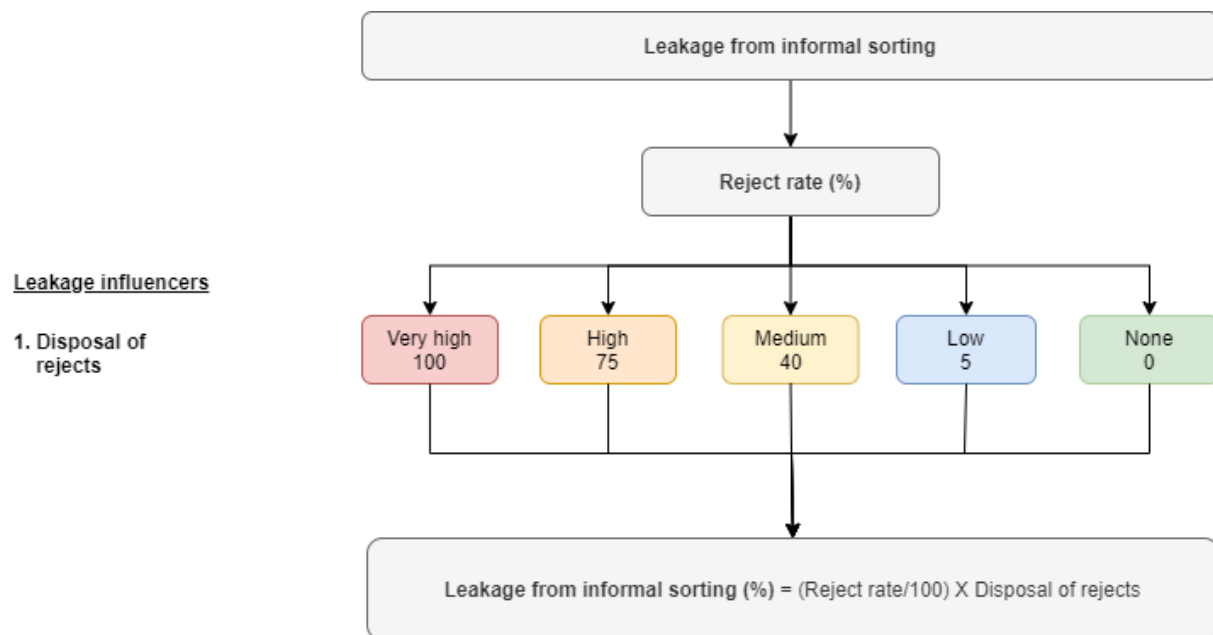 Leakage from informal sorting
Reject rate (%)
Leakage influencers
1. Disposal of
rejects
Very high
100
High
75
Medium
40
Low
5
None
0
Leakage from informal sorting (%) = (Reject rate/100) X Disposal of rejects